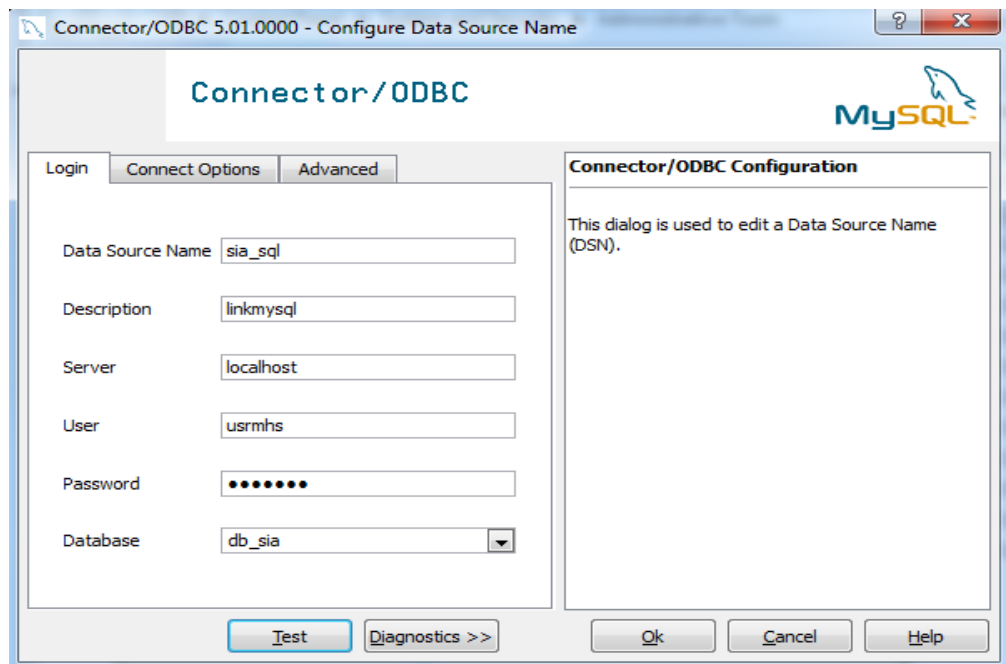 Connector/ODBC 5.01.0000 - Configure Data Source Name
Administrative Tools
?
Connector/ODBC
MySQL
Login
Connect Options
Advanced
Data Source Name
sia_sql
Description
linkmysql
Server
localhost
User
usrmhs
Password
•••••••
Database
db_sia
Test
Diagnostics >>
Connector/ODBC Configuration
This dialog is used to edit a Data Source Name
(DSN).
Ok
Cancel
Help